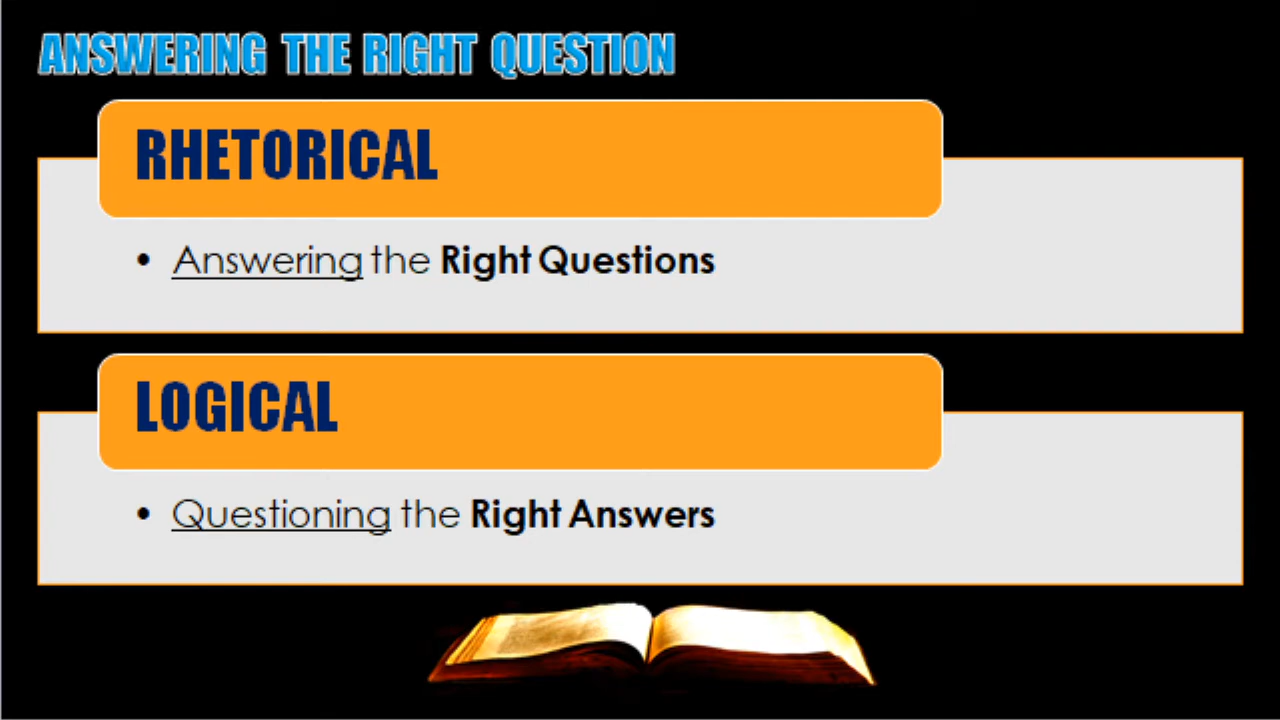 ANSWERING THE RIGHT QUESTION
RHETORICAL
• Answering the Right Questions
LOGICAL
• Questioning the Right Answers